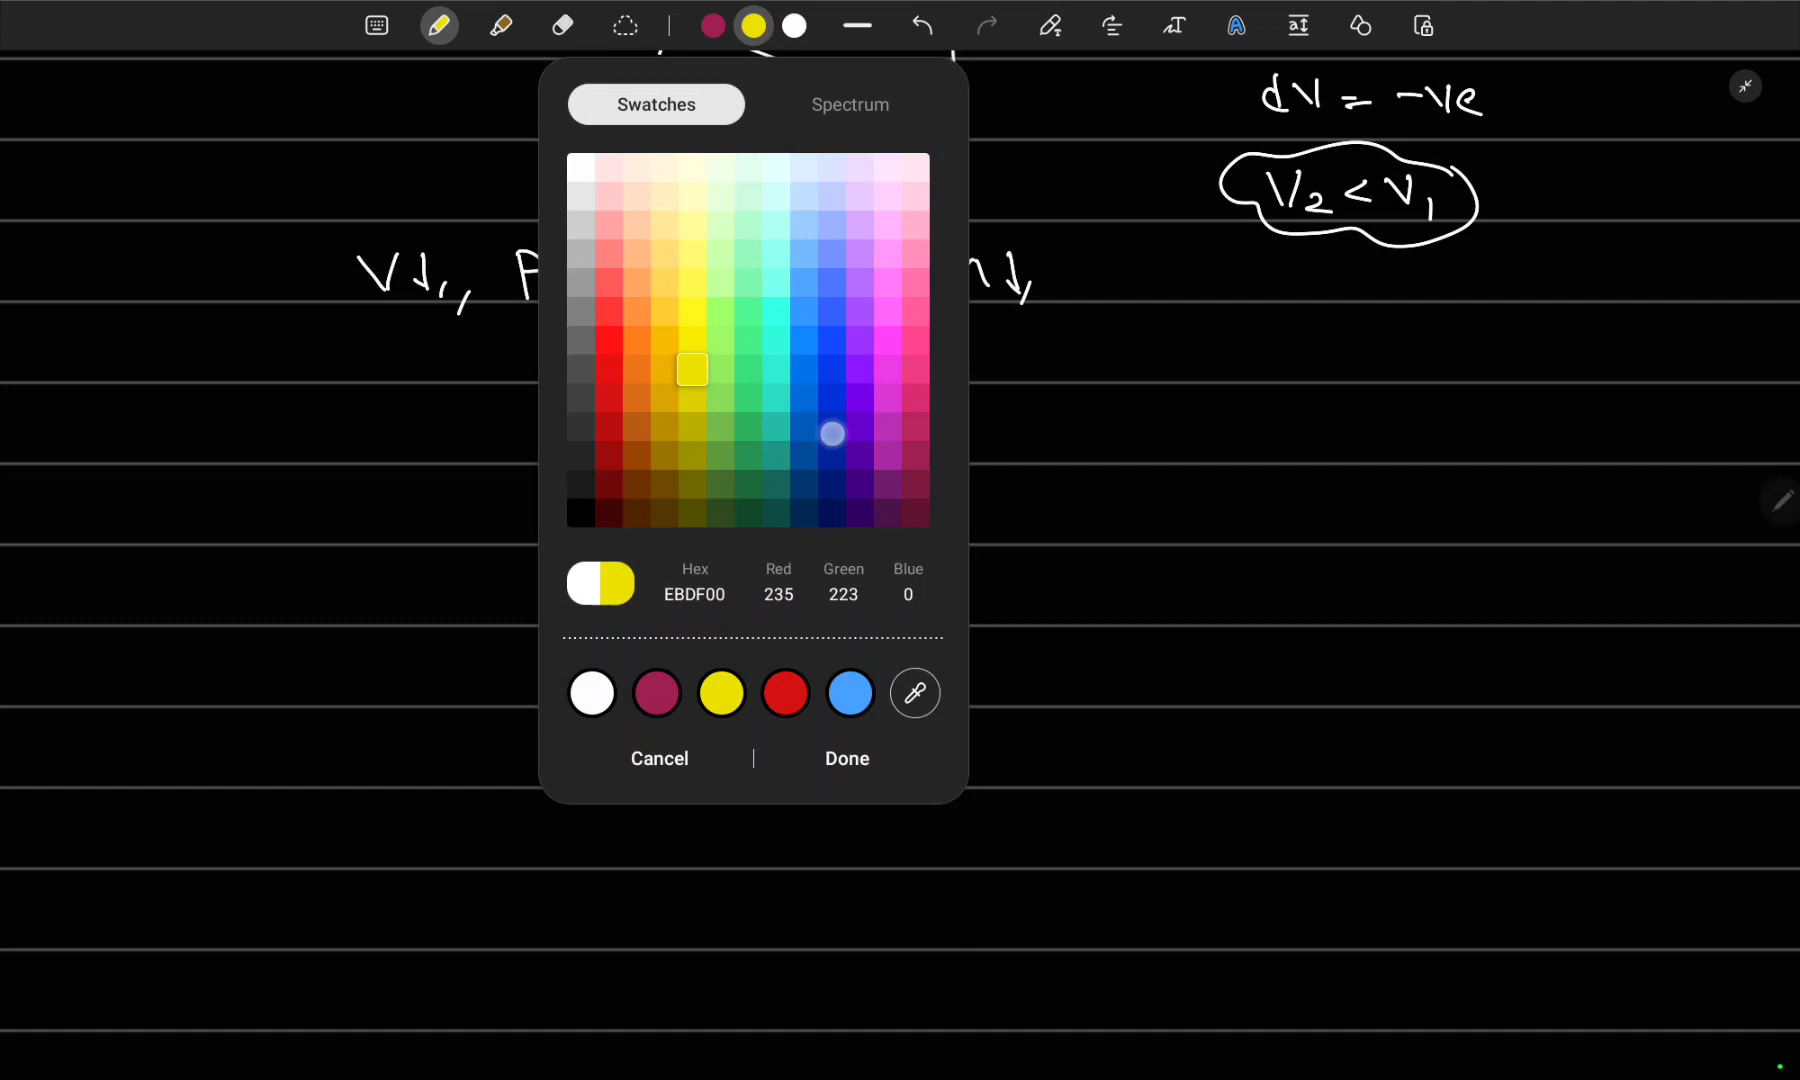 dV = -ve
V2 < V1
V↓,,
↓,
Swatches Spectrum
Hex Red Green Blue
EBDF00 235 223 0
Cancel Done